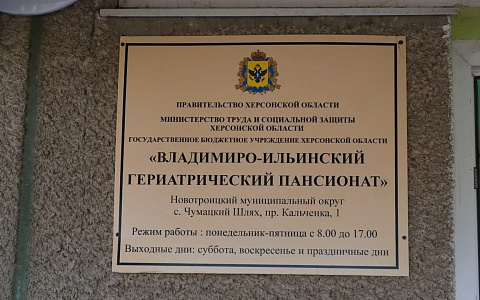 ПРАВИТЕЛЬСТВО ХЕРСОНСКОЙ ОБЛАСТИ
МИНИСТЕРСТВО ТРУДА И СОЦИАЛЬНОЙ ЗАЩИТЫ
ХЕРСОНСКОЙ ОБЛАСТИ
ГОСУДАРСТВЕННОЕ БЮДЖЕТНОЕ УЧРЕЖДЕНИЕ ХЕРСОНСКОЙ ОБЛАСТИ
«ВЛАДИМИРО-ИЛЬИНСКИЙ
ГЕРИАТРИЧЕСКИЙ ПАНСИОНАТ»
Новотроицкий муниципальный округ
с. Чумацкий Шлях, пр. Кальченка, 1
Режим работы : понедельник-пятница с 8.00 до 17.00
Выходные дни: суббота, воскресенье и праздничные дни